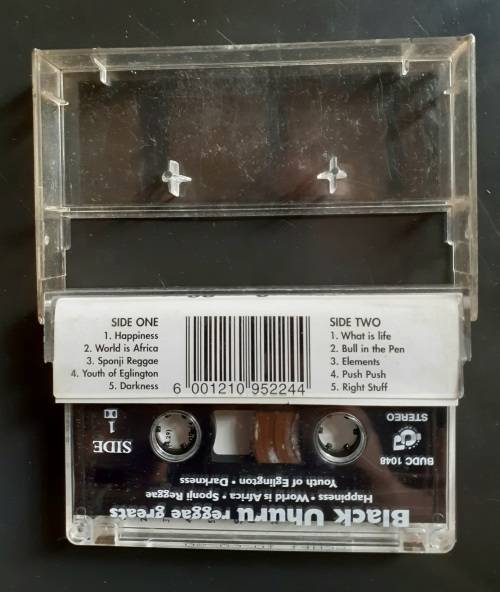 SIDE ONE
1. Happiness
2. World is Africa
3. Sponji Reggae
4. Youth of Eglington
5. Darkness
6 001210 952244
SIDE TWO
1. What is life
2. Bull in the Pen
3. Elements
4. Push Push
5. Right Stuff
Black Uhuru reggae greats
Happiness • World is Africa • Sponji Reggae
Youth of Eglington • Darkness
SIDE
1
BUDC 1048
STEREO